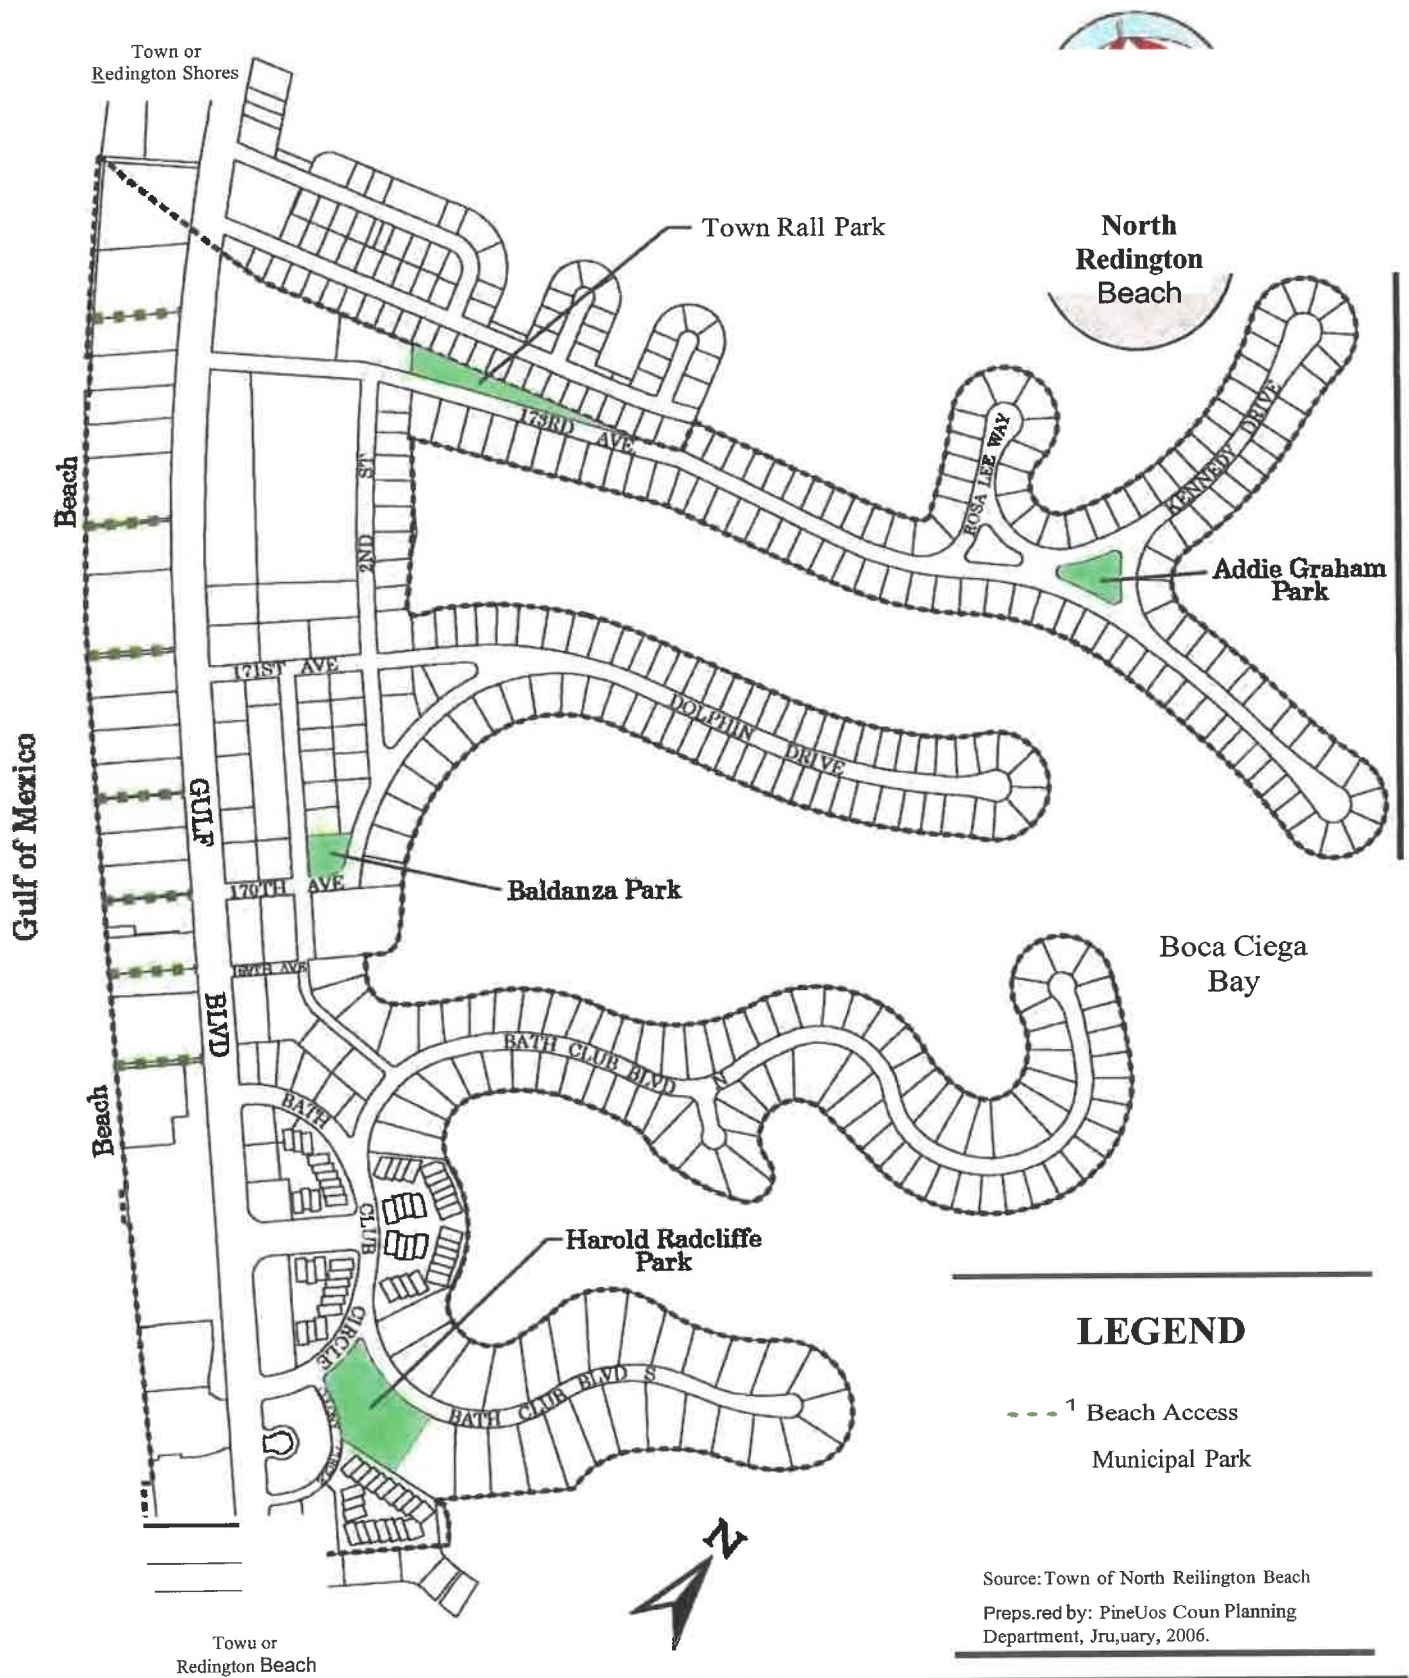 Town or
Redington Shores
Town Rall Park
North
Redington
Beach
173RD AVE
ROSA LEE WAY
KENNEDY DRIVE
Addie Graham
Park
Beach
2ND ST
171ST AVE
DOLPHIN DRIVE
Gulf of Mexico
GULF
BLVD
Baldanza Park
170TH AVE
Boca Ciega
Bay
BATH CLUB BLVD N
Beach
BATH
CLUB
CIRCLE
Harold Radcliffe
Park
BATH CLUB BLVD S
LEGEND
1 Beach Access
Municipal Park
N
Source: Town of North Reilington Beach
Preps.red by: PineUos Coun Planning
Department, Jru,uary, 2006.
Towu or
Redington Beach